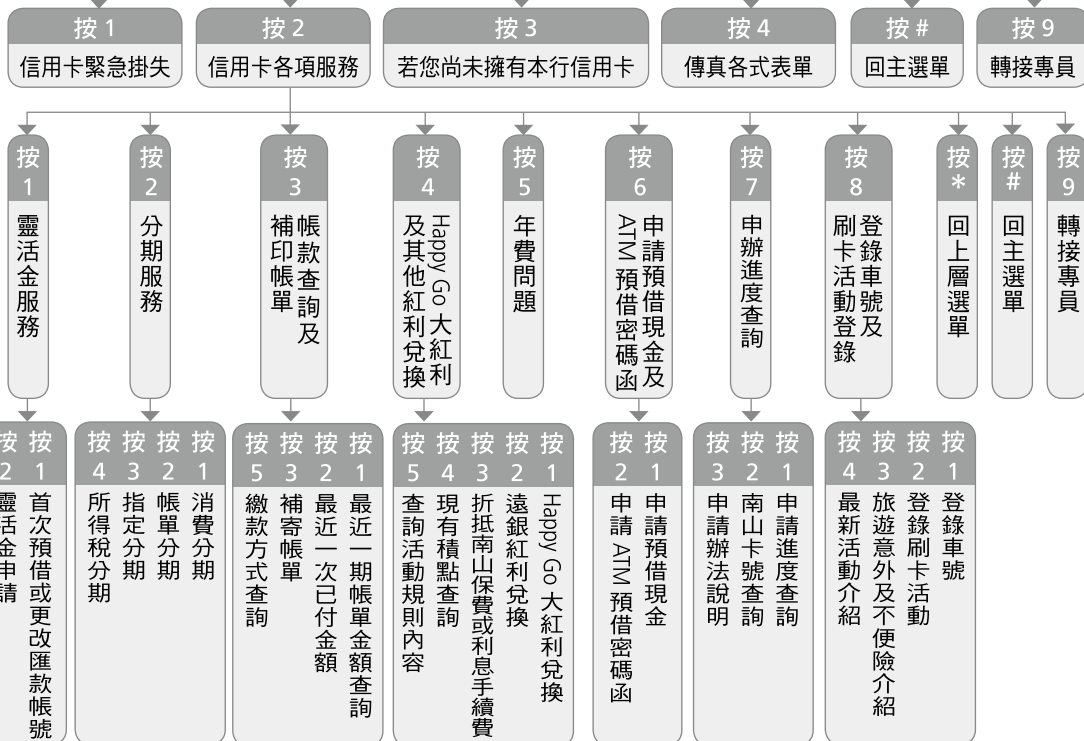 按 1
信用卡緊急掛失
按 2
信用卡各項服務
按 3
若您尚未擁有本行信用卡
按 4
傳真各式表單
按 #
回主選單
按 9
轉接專員
按 1
靈活金服務
按 2
分期服務
按 3
帳款查詢及
補印帳單
按 4
Happy Go 大紅利
及其他紅利兌換
按 5
年費問題
按 6
申請預借現金及
ATM 預借密碼函
按 7
申辦進度查詢
按 8
登錄車號及
刷卡活動登錄
按 *
回上層選單
按 #
回主選單
按 9
轉接專員
按 1
首次預借或更改匯款帳號
按 2
靈活金申請
按 1
消費分期
按 2
帳單分期
按 3
指定分期
按 4
所得稅分期
按 1
最近一期帳單金額查詢
按 2
最近一次已付金額
按 3
補寄帳單
按 5
繳款方式查詢
按 1
Happy Go 大紅利兌換
按 2
遠銀紅利兌換
按 3
折抵南山保費或利息手續費
按 4
現有積點查詢
按 5
查詢活動規則內容
按 1
申請預借現金
按 2
申請 ATM 預借密碼函
按 1
申請進度查詢
按 2
南山卡號查詢
按 3
申請辦法說明
按 1
登錄車號
按 2
登錄刷卡活動
按 3
旅遊意外及不便險介紹
按 4
最新活動介紹